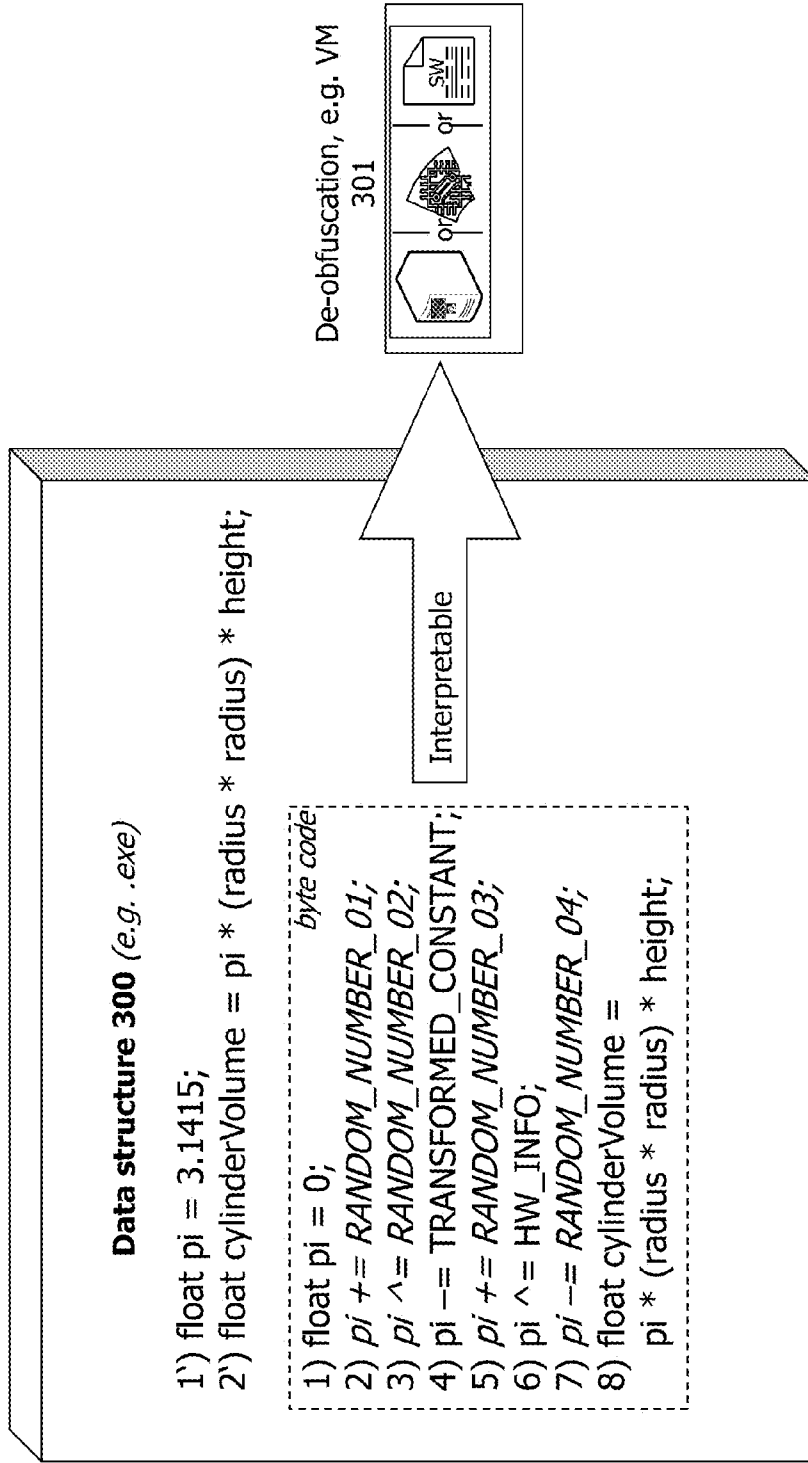 Data structure 300 (e.g. .exe)
1‘) float pi = 3.1415;
2‘) float cylinderVolume = pi * (radius * radius) * height;
byte code
1) float pi = 0;
2) pi += RANDOM_NUMBER_01;
3) pi ^= RANDOM_NUMBER_02;
4) pi –= TRANSFORMED_CONSTANT;
5) pi += RANDOM_NUMBER_03;
6) pi ^= HW_INFO;
7) pi –= RANDOM_NUMBER_04;
8) float cylinderVolume =
pi * (radius * radius) * height;
Interpretable
De-obfuscation, e.g. VM
301
or
or
SW